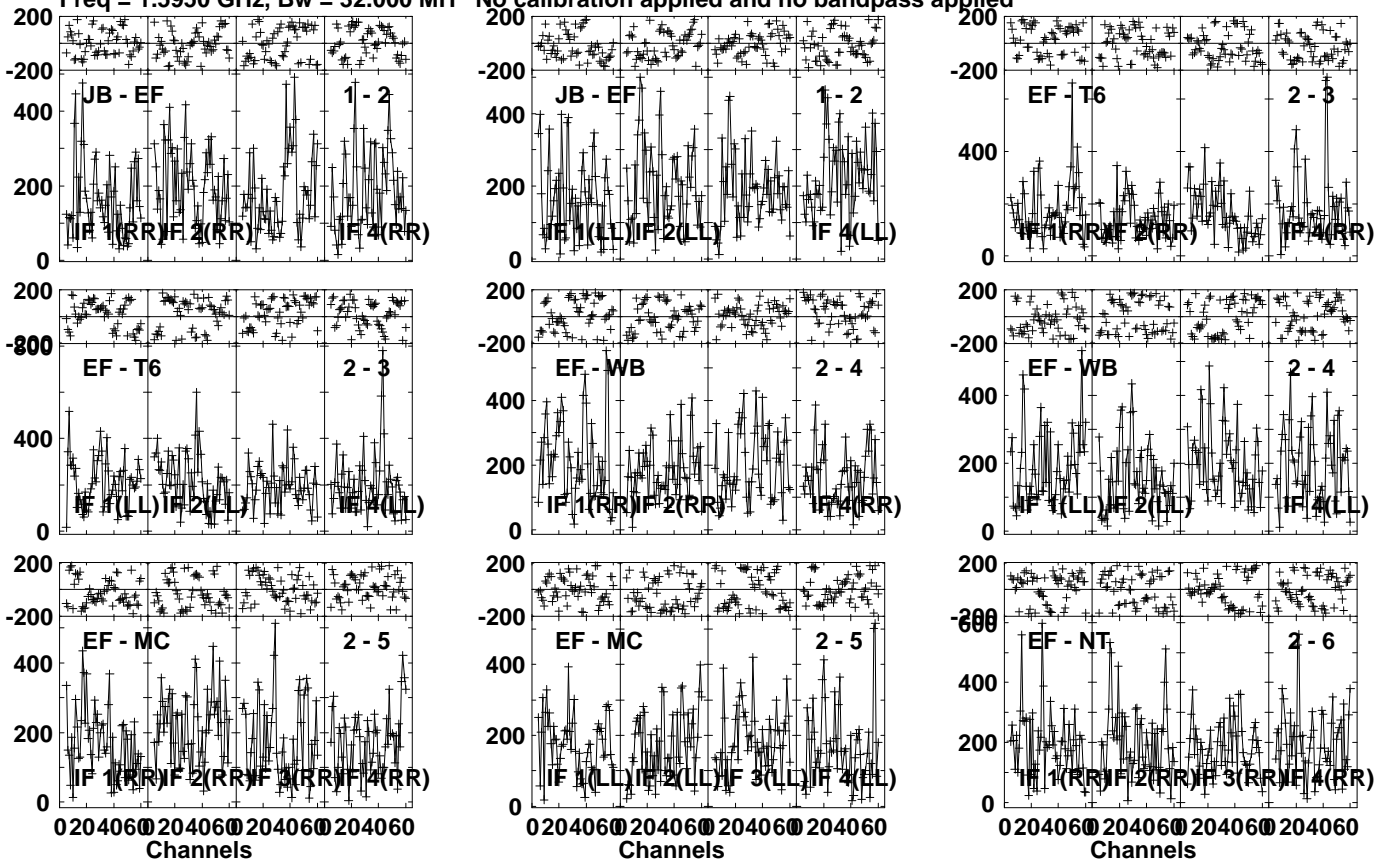 Freq = 1.5950 GHz, Bw = 32.000 MH No calibration applied and no bandpass applied
200
-200
JB - EF 1 - 2
400
200
0
IF 1(RR) IF 2(RR) IF 4(RR)
200
-200
JB - EF 1 - 2
400
200
0
IF 1(LL) IF 2(LL) IF 4(LL)
200
-200
EF - T6 2 - 3
400
0
IF 1(RR) IF 2(RR) IF 4(RR)
200
-200
800
EF - T6 2 - 3
400
0
IF 1(LL) IF 2(LL) IF 4(LL)
200
-200
EF - WB 2 - 4
400
200
0
IF 1(RR) IF 2(RR) IF 4(RR)
200
-200
EF - WB 2 - 4
400
200
0
IF 1(LL) IF 2(LL) IF 4(LL)
200
-200
EF - MC 2 - 5
400
200
0
IF 1(RR) IF 2(RR) IF 3(RR) IF 4(RR)
0 20 40 60 0 20 40 60 0 20 40 60 0 20 40 60
Channels
200
-200
EF - MC 2 - 5
400
200
0
IF 1(LL) IF 2(LL) IF 3(LL) IF 4(LL)
0 20 40 60 0 20 40 60 0 20 40 60 0 20 40 60
Channels
200
-200
600
EF - NT 2 - 6
400
200
0
IF 1(RR) IF 2(RR) IF 3(RR) IF 4(RR)
0 20 40 60 0 20 40 60 0 20 40 60 0 20 40 60
Channels